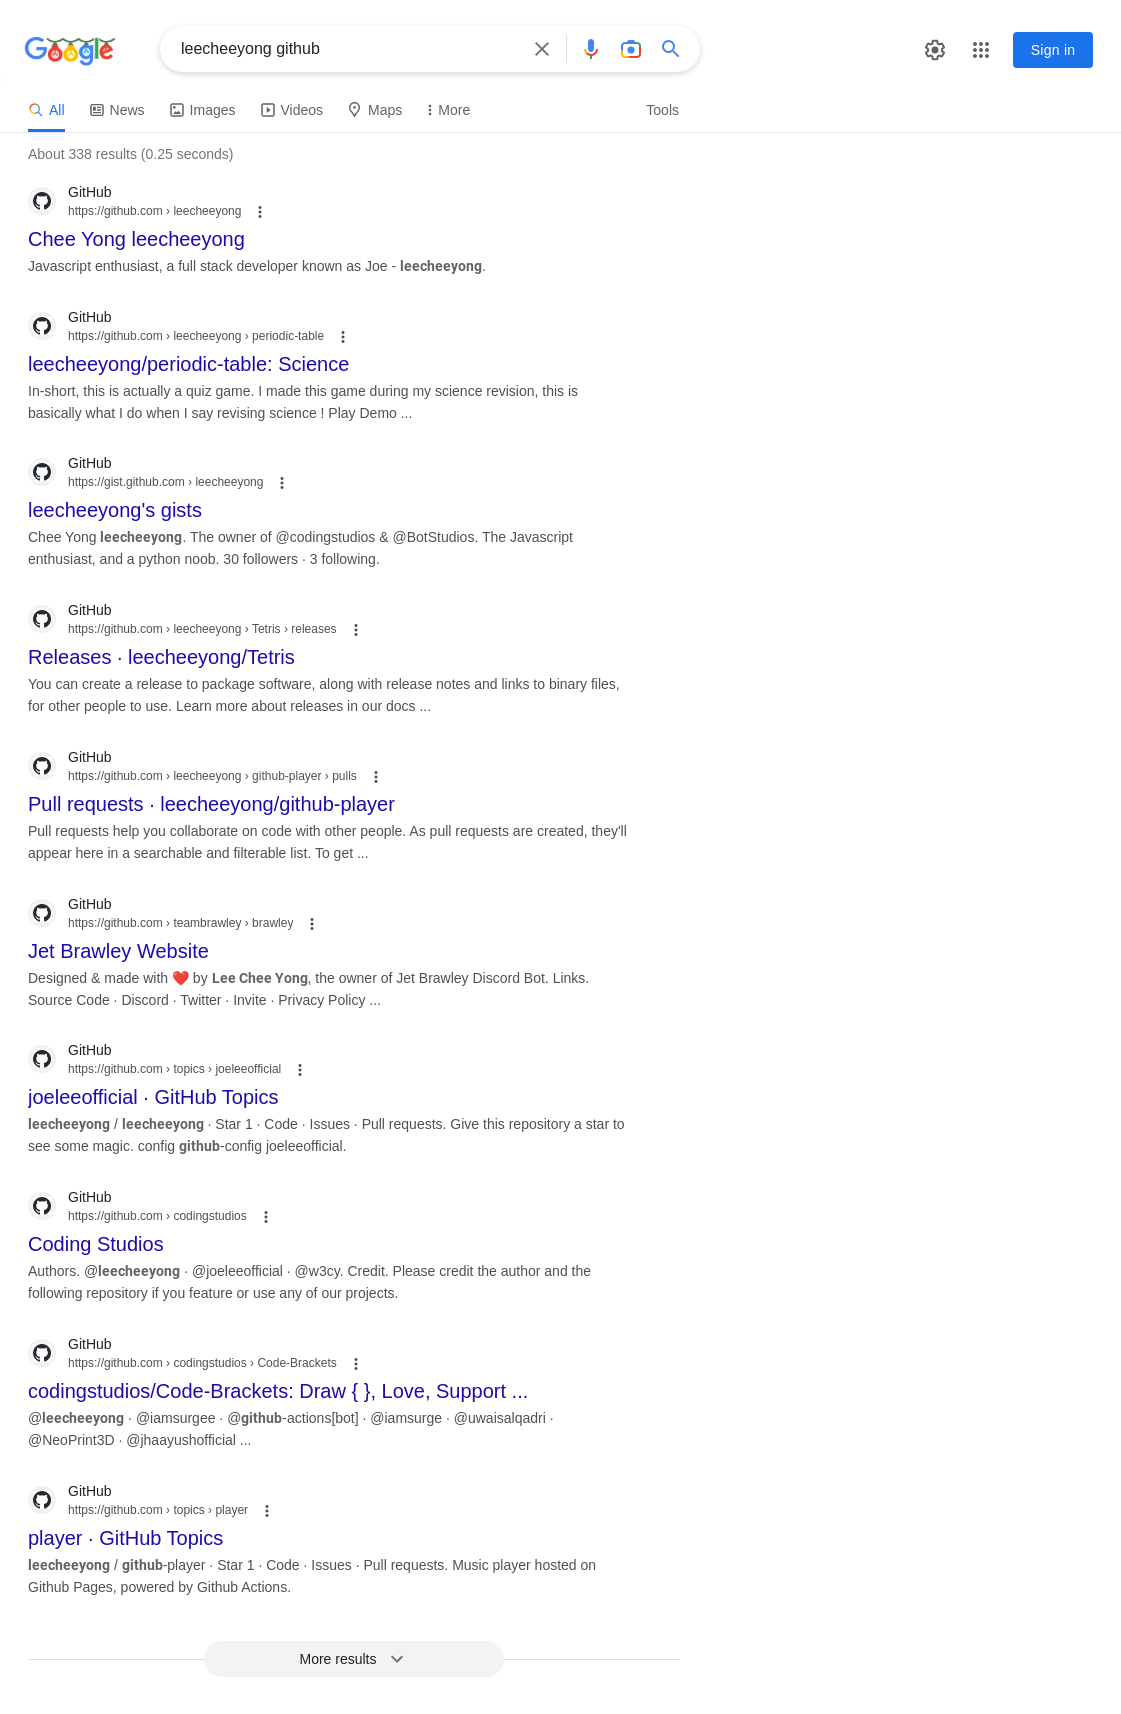 Google
leecheeyong github
Sign in
All
News
Images
Videos
Maps
More
Tools
About 338 results (0.25 seconds)
GitHub
https://github.com › leecheeyong
Chee Yong leecheeyong
Javascript enthusiast, a full stack developer known as Joe - leecheeyong.
GitHub
https://github.com › leecheeyong › periodic-table
leecheeyong/periodic-table: Science
In-short, this is actually a quiz game. I made this game during my science revision, this is
basically what I do when I say revising science ! Play Demo ...
GitHub
https://gist.github.com › leecheeyong
leecheeyong's gists
Chee Yong leecheeyong. The owner of @codingstudios & @BotStudios. The Javascript
enthusiast, and a python noob. 30 followers · 3 following.
GitHub
https://github.com › leecheeyong › Tetris › releases
Releases · leecheeyong/Tetris
You can create a release to package software, along with release notes and links to binary files,
for other people to use. Learn more about releases in our docs ...
GitHub
https://github.com › leecheeyong › github-player › pulls
Pull requests · leecheeyong/github-player
Pull requests help you collaborate on code with other people. As pull requests are created, they'll
appear here in a searchable and filterable list. To get ...
GitHub
https://github.com › teambrawley › brawley
Jet Brawley Website
Designed & made with ❤️ by Lee Chee Yong, the owner of Jet Brawley Discord Bot. Links.
Source Code · Discord · Twitter · Invite · Privacy Policy ...
GitHub
https://github.com › topics › joeleeofficial
joeleeofficial · GitHub Topics
leecheeyong / leecheeyong · Star 1 · Code · Issues · Pull requests. Give this repository a star to
see some magic. config github-config joeleeofficial.
GitHub
https://github.com › codingstudios
Coding Studios
Authors. @leecheeyong · @joeleeofficial · @w3cy. Credit. Please credit the author and the
following repository if you feature or use any of our projects.
GitHub
https://github.com › codingstudios › Code-Brackets
codingstudios/Code-Brackets: Draw { }, Love, Support ...
@leecheeyong · @iamsurgee · @github-actions[bot] · @iamsurge · @uwaisalqadri ·
@NeoPrint3D · @jhaayushofficial ...
GitHub
https://github.com › topics › player
player · GitHub Topics
leecheeyong / github-player · Star 1 · Code · Issues · Pull requests. Music player hosted on
Github Pages, powered by Github Actions.
More results